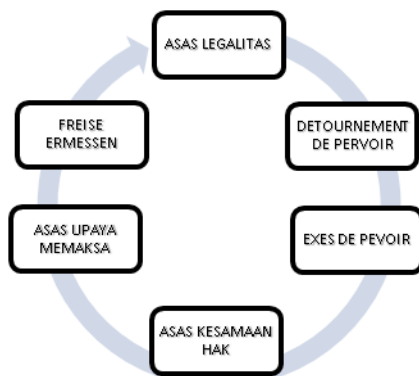 ASAS LEGALITAS
DETOURNEMENT
DE PERVOIR
EXES DE PEVOIR
ASAS KESAMAAN
HAK
ASAS UPAYA
MEMAKSA
FREISE
ERMESSEN